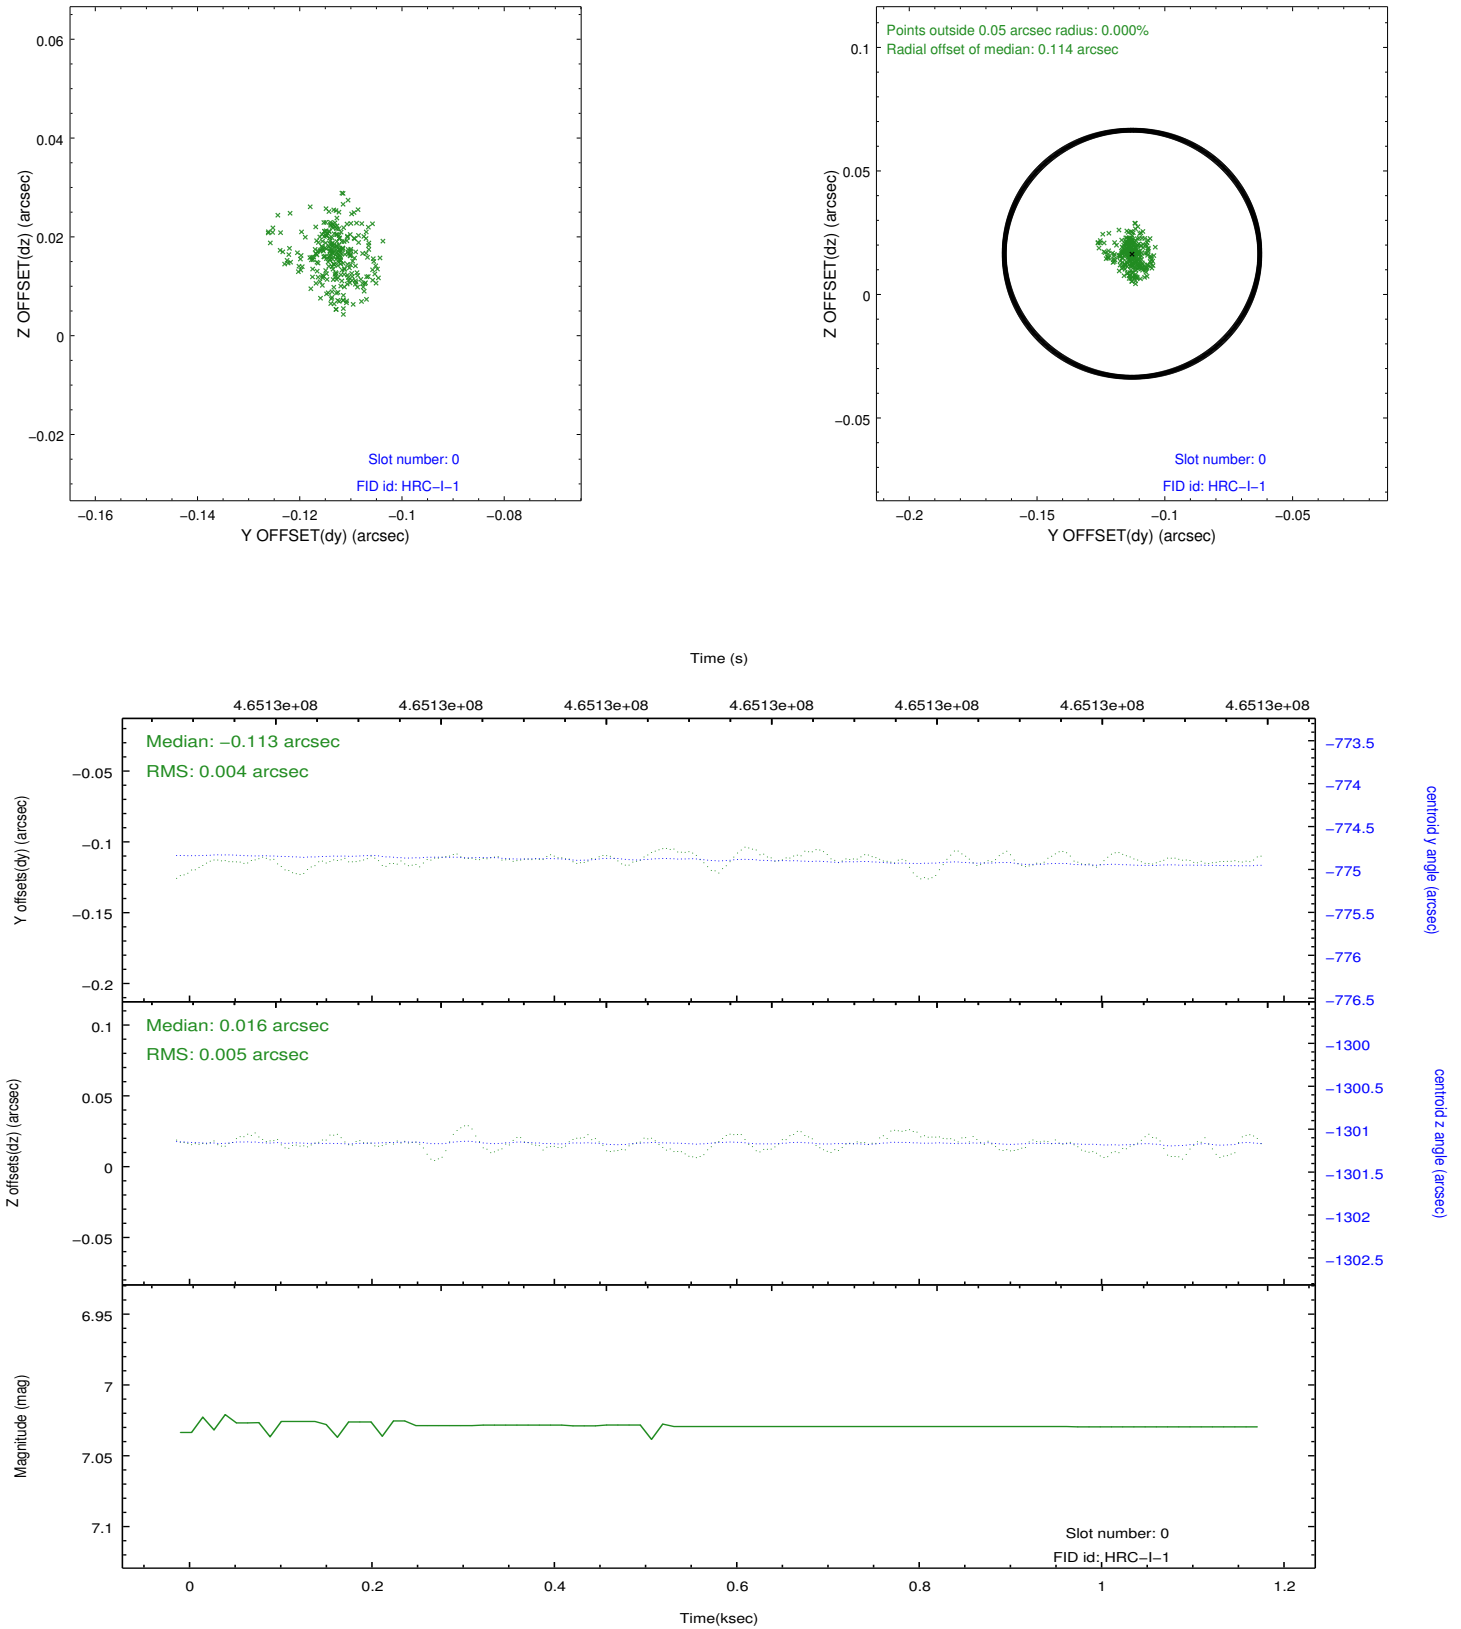 0.06
0.04
0.02
0
−0.02
Z OFFSET(dz) (arcsec)
Slot number: 0
FID id: HRC−I−1
−0.16 −0.14 −0.12 −0.1 −0.08
Y OFFSET(dy) (arcsec)
Points outside 0.05 arcsec radius: 0.000%
Radial offset of median: 0.114 arcsec
0.1
0.05
0
−0.05
Z OFFSET(dz) (arcsec)
Slot number: 0
FID id: HRC−I−1
−0.2 −0.15 −0.1 −0.05
Y OFFSET(dy) (arcsec)
Time (s)
4.6513e+08 4.6513e+08 4.6513e+08 4.6513e+08 4.6513e+08 4.6513e+08 4.6513e+08
Median: −0.113 arcsec
RMS: 0.004 arcsec
−0.05
−0.1
−0.15
−0.2
Y offsets(dy) (arcsec)
−773.5
−774
−774.5
−775
−775.5
−776
−776.5
centroid y angle (arcsec)
Median: 0.016 arcsec
RMS: 0.005 arcsec
0.1
0.05
0
−0.05
Z offsets(dz) (arcsec)
−1300
−1300.5
−1301
−1301.5
−1302
−1302.5
centroid z angle (arcsec)
6.95
7
7.05
7.1
Magnitude (mag)
Slot number: 0
FID id: HRC−I−1
0 0.2 0.4 0.6 0.8 1 1.2
Time(ksec)